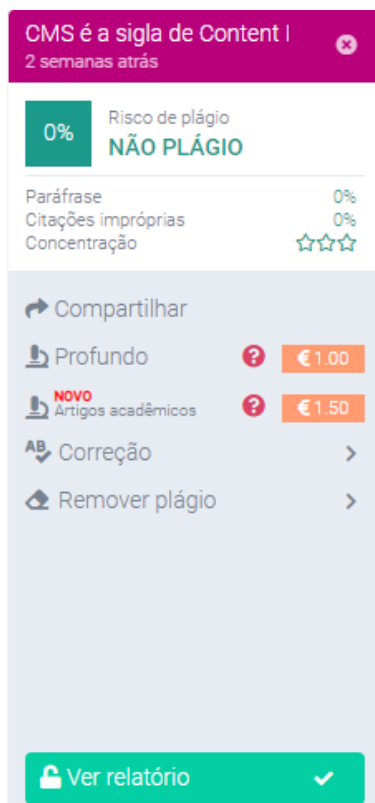 CMS é a sigla de Content
2 semanas atrás
0%
Risco de plágio
NÃO PLÁGIO
Paráfrase 0%
Citações impróprias 0%
Concentração
Compartilhar
Profundo ? € 1.00
NOVO
Artigos acadêmicos ? € 1.50
AB Correção
Remover plágio
Ver relatório